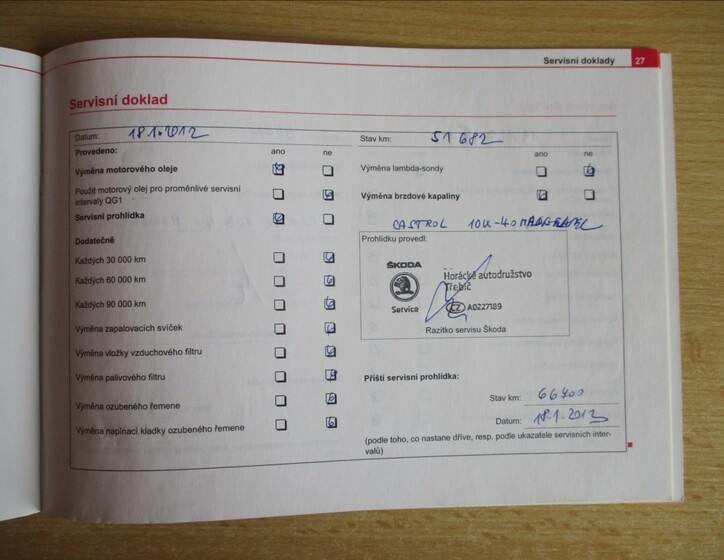 Servisní doklady 27
Servisní doklad
Datum: 18.1.2012
Stav km: 51 682
Provedeno: ano ne
Výměna motorového oleje
Použit motorový olej pro proměnlivé servisní
intervaly QG1
Servisní prohlídka
Dodatečně
Každých 30 000 km
Každých 60 000 km
Každých 90 000 km
Výměna zapalovacích svíček
Výměna vložky vzduchového filtru
Výměna palivového filtru
Výměna ozubeného řemene
Výměna napínací kladky ozubeného řemene
ano ne
Výměna lambda-sondy
Výměna brzdové kapaliny
CASTROL 10W-40
Prohlídku provedl:
ŠKODA
Service
Horácké autodružstvo
Třebíč
CZ A0227189
Razítko servisu Škoda
Příští servisní prohlídka:
Stav km: 66700
Datum: 18.1.2013
(podle toho, co nastane dříve, resp. podle ukazatele servisních inter-
valů)